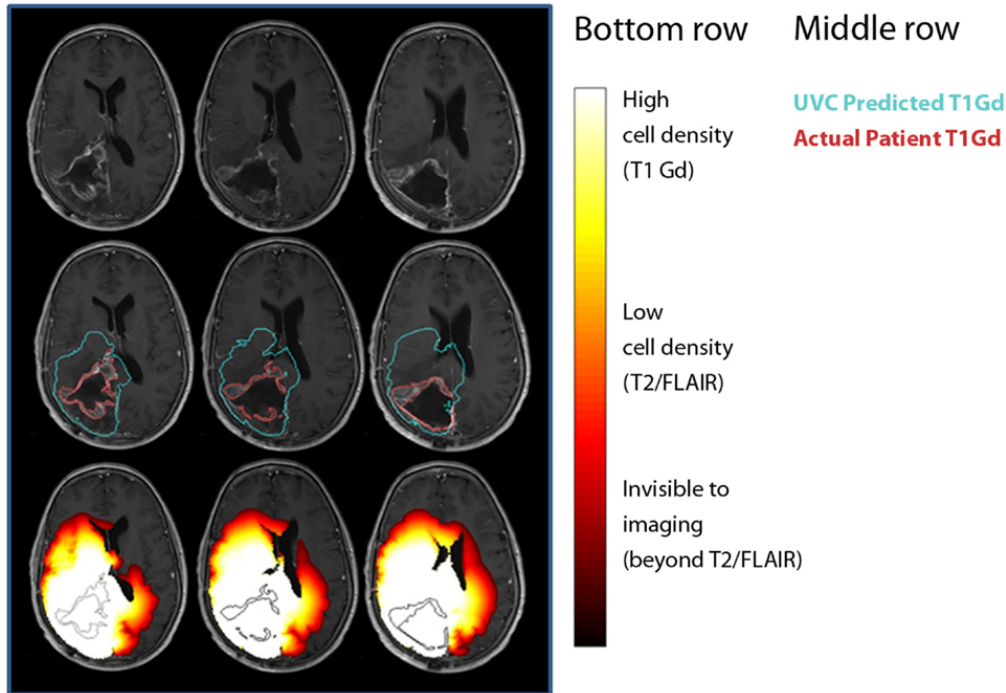 Bottom row
Middle row
High
cell density
(T1 Gd)
UVC Predicted T1Gd
Actual Patient T1Gd
Low
cell density
(T2/FLAIR)
Invisible to
imaging
(beyond T2/FLAIR)